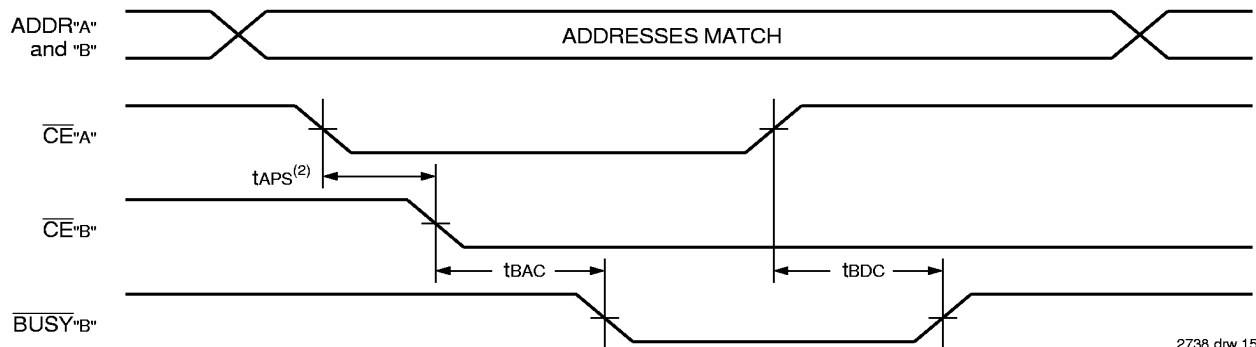 ADDR"A"
and "B"
ADDRESSES MATCH
CE"A"
tAPS(2)
CE"B"
tBAC
tBDC
BUSY"B"
2738 drw 15